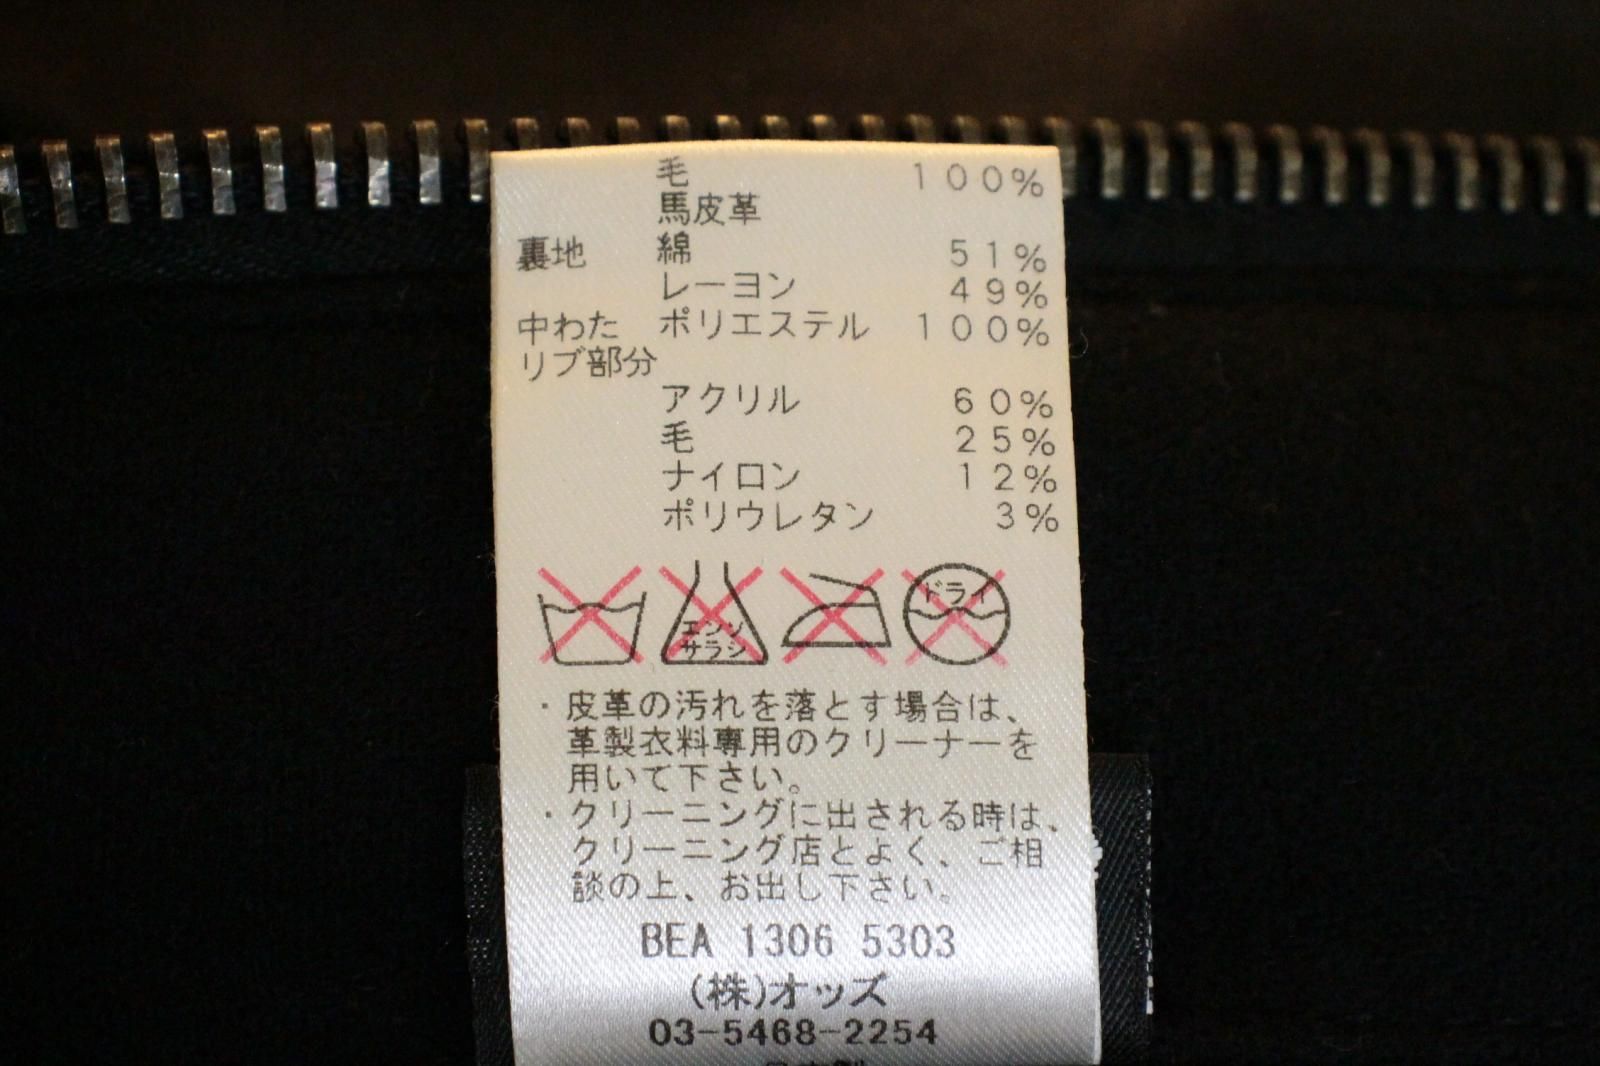 毛 100%
馬皮革
裏地 綿 51%
レーヨン 49%
中わた ポリエステル 100%
リブ部分
アクリル 60%
毛 25%
ナイロン 12%
ポリウレタン 3%
エンソ
サラシ
ドライ
・皮革の汚れを落とす場合は、
革製衣料専用のクリーナーを
用いて下さい。
・クリーニングに出される時は、
クリーニング店とよく、ご相
談の上、お出し下さい。
BEA 1306 5303
(株)オッズ
03-5468-2254